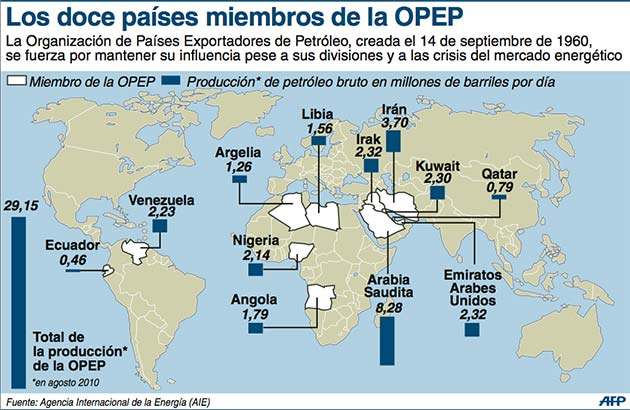 Los doce países miembros de la OPEP
La Organización de Países Exportadores de Petróleo, creada el 14 de septiembre de 1960,
se fuerza por mantener su influencia pese a sus divisiones y a las crisis del mercado energético
Miembro de la OPEP
Producción* de petróleo bruto en millones de barriles por día
Libia
1,56
Irán
3,70
Irak
2,32
Argelia
1,26
Kuwait
2,30
Qatar
0,79
Venezuela
2,23
29,15
Ecuador
0,46
Nigeria
2,14
Angola
1,79
Arabia
Saudita
8,28
Emiratos
Arabes
Unidos
2,32
Total de
la producción*
de la OPEP
*en agosto 2010
Fuente: Agencia Internacional de la Energía (AIE)
AFP